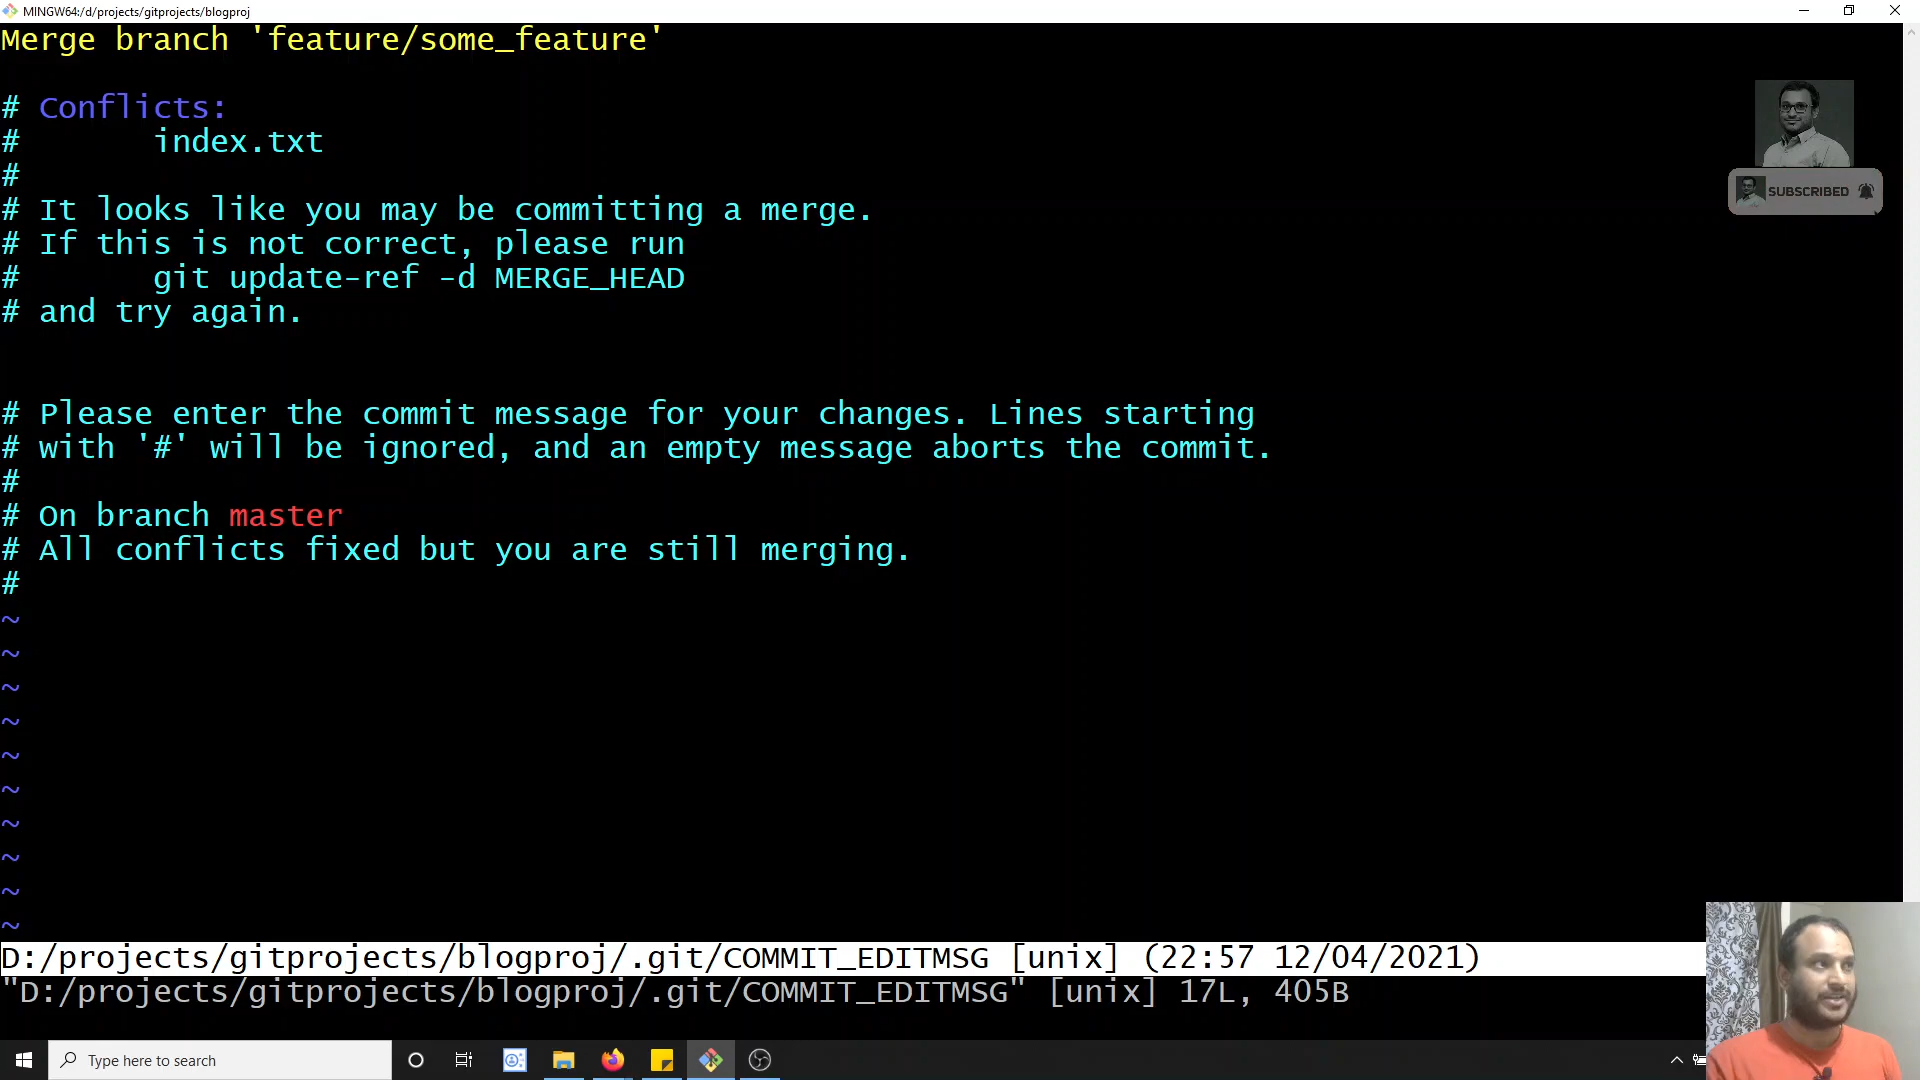 MINGW64:/d/projects/gitprojects/blogproj
Merge branch 'feature/some_feature'
# Conflicts:
#       index.txt
#
# It looks like you may be committing a merge.
# If this is not correct, please run
#       git update-ref -d MERGE_HEAD
# and try again.
# Please enter the commit message for your changes. Lines starting
# with '#' will be ignored, and an empty message aborts the commit.
#
# On branch master
# All conflicts fixed but you are still merging.
#
~
~
~
~
~
~
~
~
~
~
D:/projects/gitprojects/blogproj/.git/COMMIT_EDITMSG [unix] (22:57 12/04/2021)
"D:/projects/gitprojects/blogproj/.git/COMMIT_EDITMSG" [unix] 17L, 405B
SUBSCRIBED
Type here to search